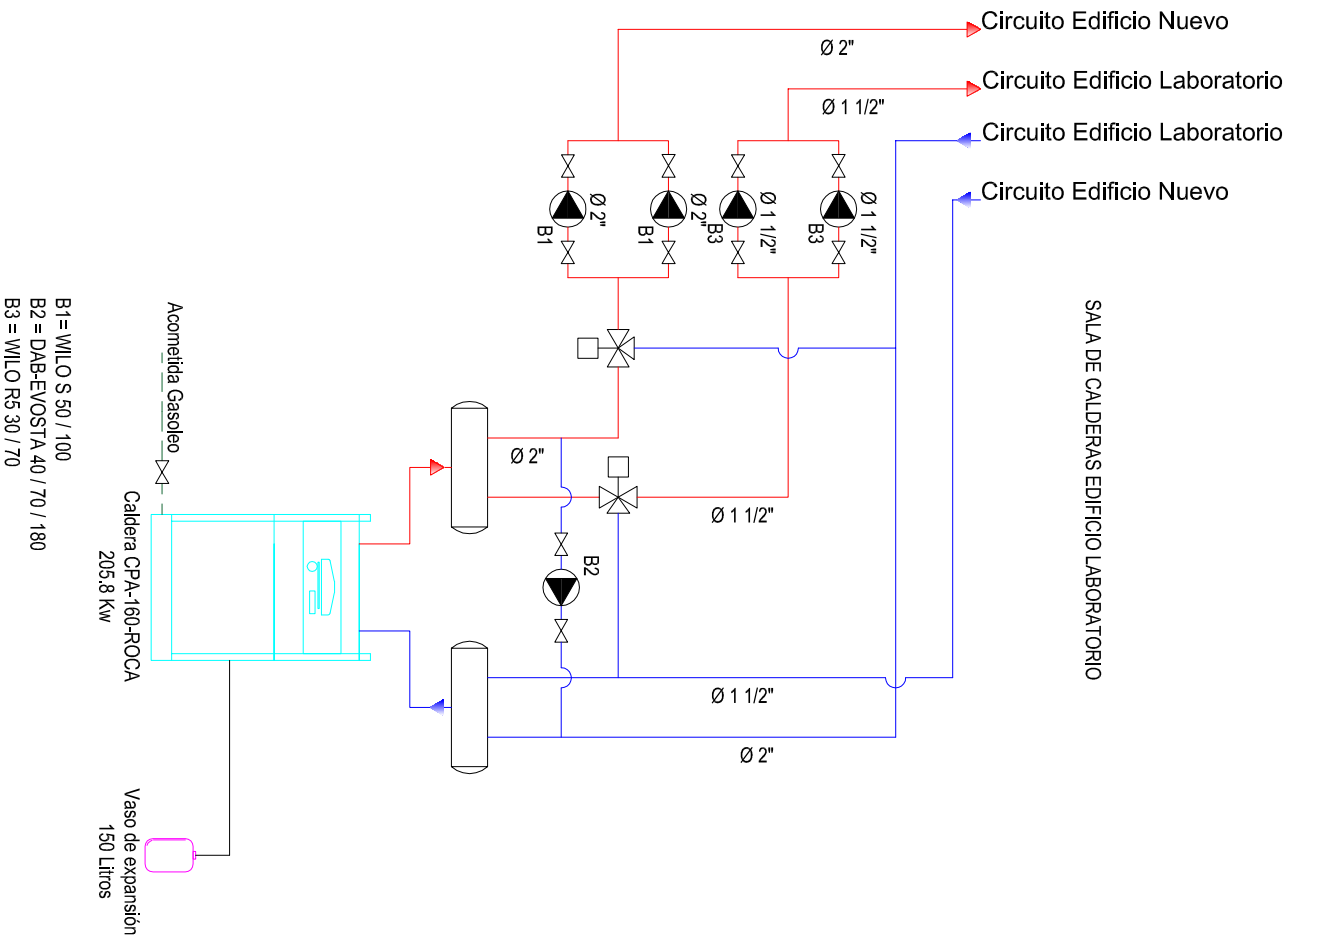 Circuito Edificio Nuevo
Ø 2"
Circuito Edificio Laboratorio
Ø 1 1/2"
Circuito Edificio Laboratorio
Circuito Edificio Nuevo
Ø 2"
B1
Ø 2"
B1
Ø 1 1/2"
B3
Ø 1 1/2"
B3
SALA DE CALDERAS EDIFICIO LABORATORIO
Ø 2"
Ø 1 1/2"
B2
Ø 1 1/2"
Ø 2"
Acometida Gasoleo
B1= WILO S 50 / 100
B2 = DAB-EVOSTA 40 / 70 / 180
B3 = WILO R5 30 / 70
Caldera CPA-160-ROCA
205.8 Kw
Vaso de expansión
150 Litros